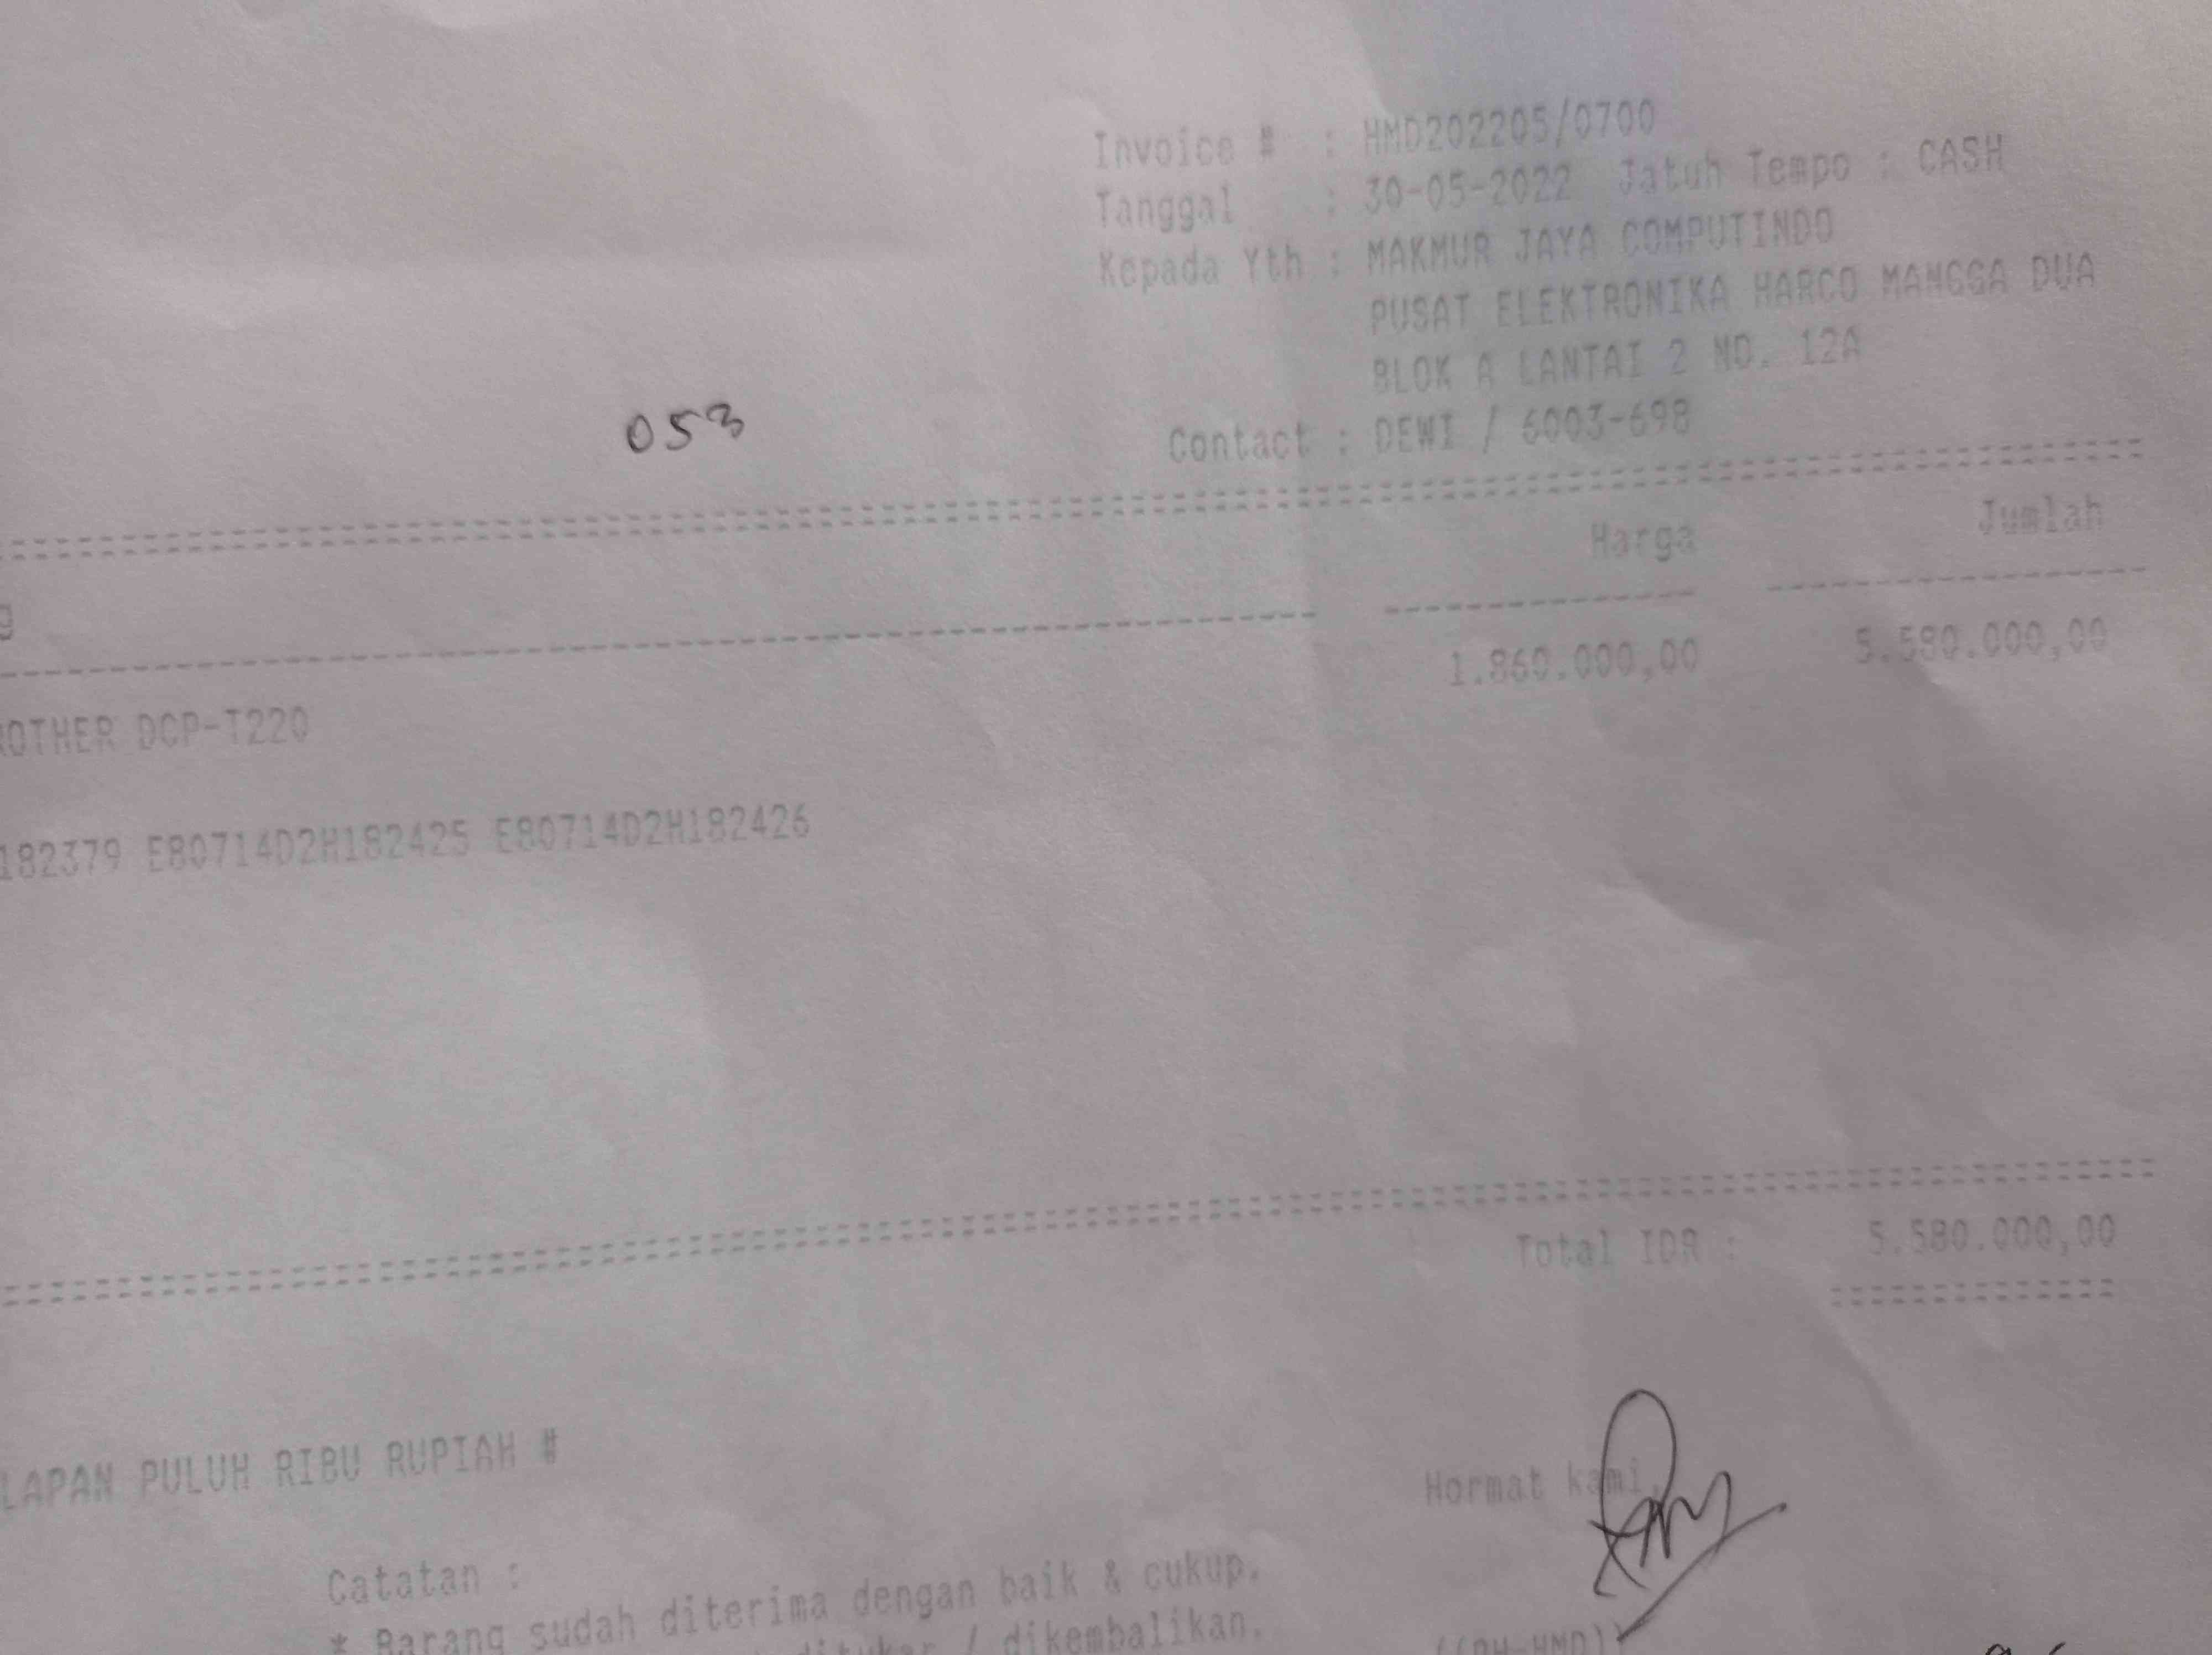 Invoice # : HMD202205/0700
Tanggal : 30-05-2022 Jatuh Tempo : CASH
Kepada Yth : MAKMUR JAYA COMPUTINDO
PUSAT ELEKTRONIKA HARCO MANGGA DUA
BLOK A LANTAI 2 NO. 12A
053
Contact : DEWI / 6003-698
Harga Jumlah
g
1.860.000,00 5.580.000,00
ROTHER DCP-T220
182379 E80714D2H182425 E80714D2H182426
Total IDR : 5.580.000,00
LAPAN PULUH RIBU RUPIAH #
Hormat kami,
Catatan :
* Barang sudah diterima dengan baik & cukup.
ditukar / dikembalikan.